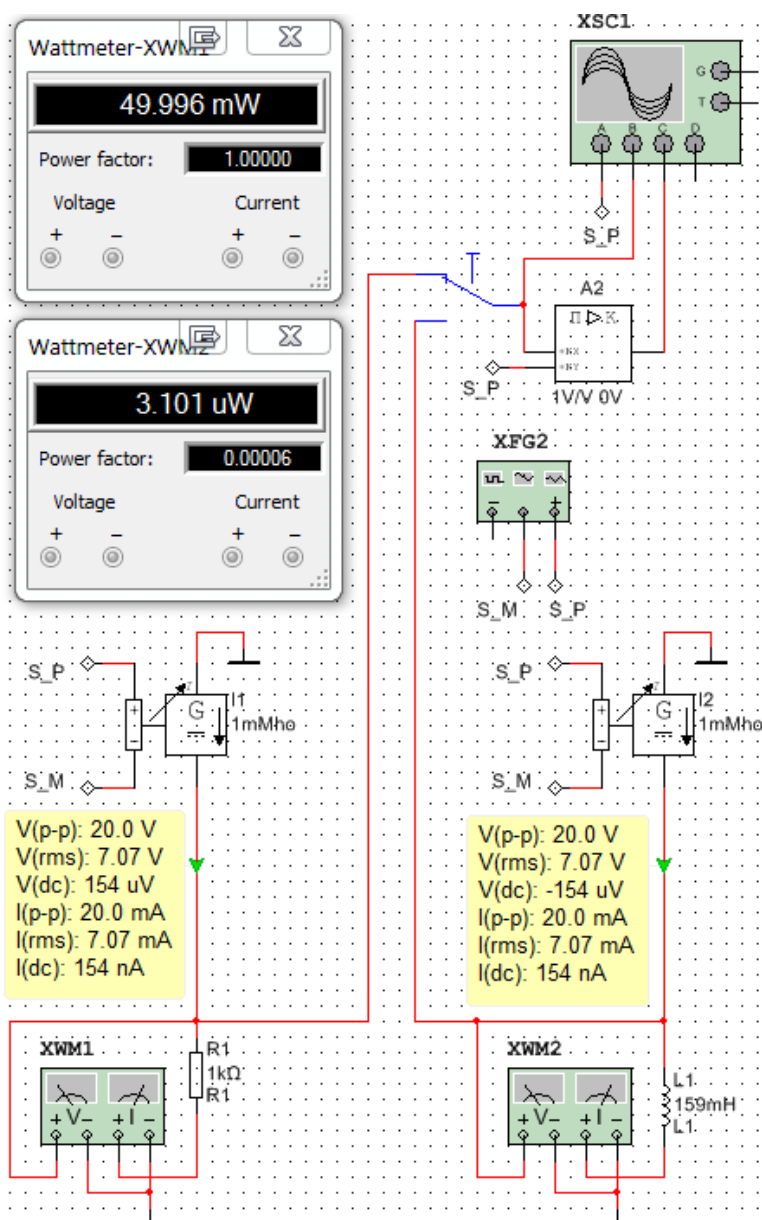 Wattmeter-XWM1
49.996 mW
Power factor: 1.00000
Voltage Current
+ − + −
Wattmeter-XWM2
3.101 uW
Power factor: 0.00006
Voltage Current
+ − + −
XSC1
G
T
A B C D
S_P
T
A2
П K
S_P
1V/V 0V
XFG2
− +
S_M S_P
S_P
+ −
S_M
G
I1
1mMho
V(p-p): 20.0 V
V(rms): 7.07 V
V(dc): 154 uV
I(p-p): 20.0 mA
I(rms): 7.07 mA
I(dc): 154 nA
XWM1
+V− +I −
R1
1kΩ
R1
S_P
+ −
S_M
G
I2
1mMho
V(p-p): 20.0 V
V(rms): 7.07 V
V(dc): -154 uV
I(p-p): 20.0 mA
I(rms): 7.07 mA
I(dc): 154 nA
XWM2
+V− +I −
L1
159mH
L1